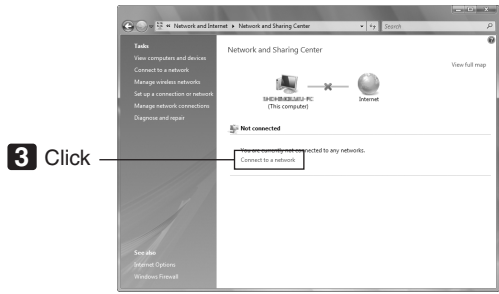 « Network and Internet ▸ Network and Sharing Center
Search
Tasks
View computers and devices
Connect to a network
Manage wireless networks
Set up a connection or network
Manage network connections
Diagnose and repair
See also
Internet Options
Windows Firewall
Network and Sharing Center
View full map
-PC
(This computer)
Internet
Not connected
You are currently not connected to any networks.
Connect to a network
3 Click